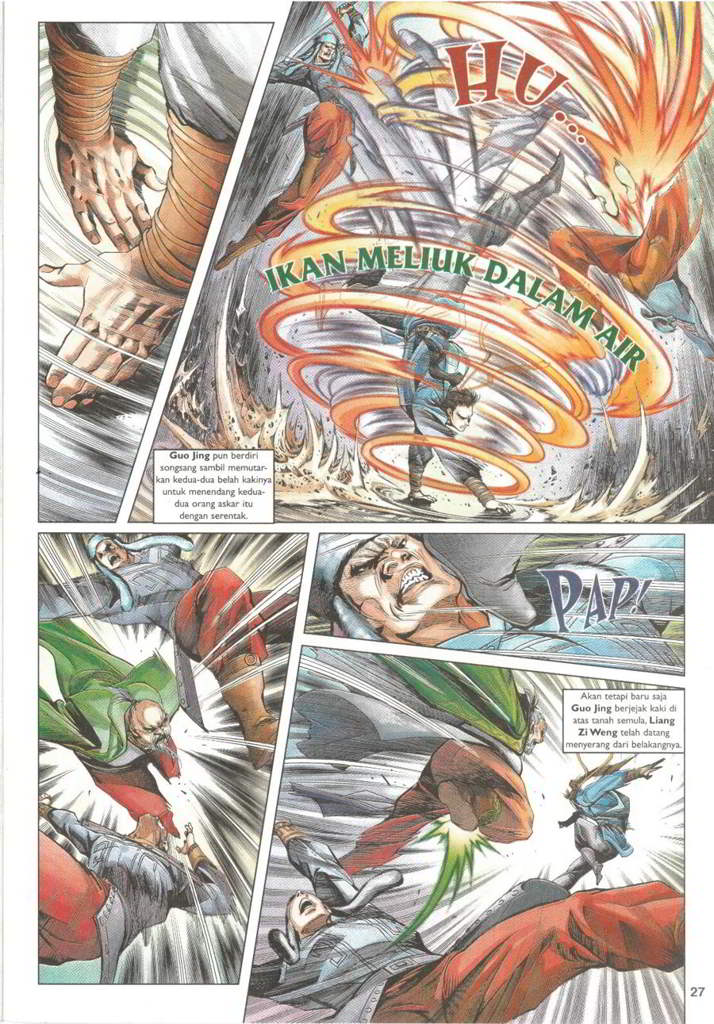 HU...
IKAN MELIUK DALAM AIR
Guo Jing pun berdiri
songsang sambil memutar-
kan kedua-dua belah kakinya
untuk menendang kedua-
dua orang askar itu
dengan serentak.
PAP!
Akan tetapi baru saja
Guo Jing berjejak kaki di
atas tanah semula, Liang
Zi Weng telah datang
menyerang dari belakangnya.
27